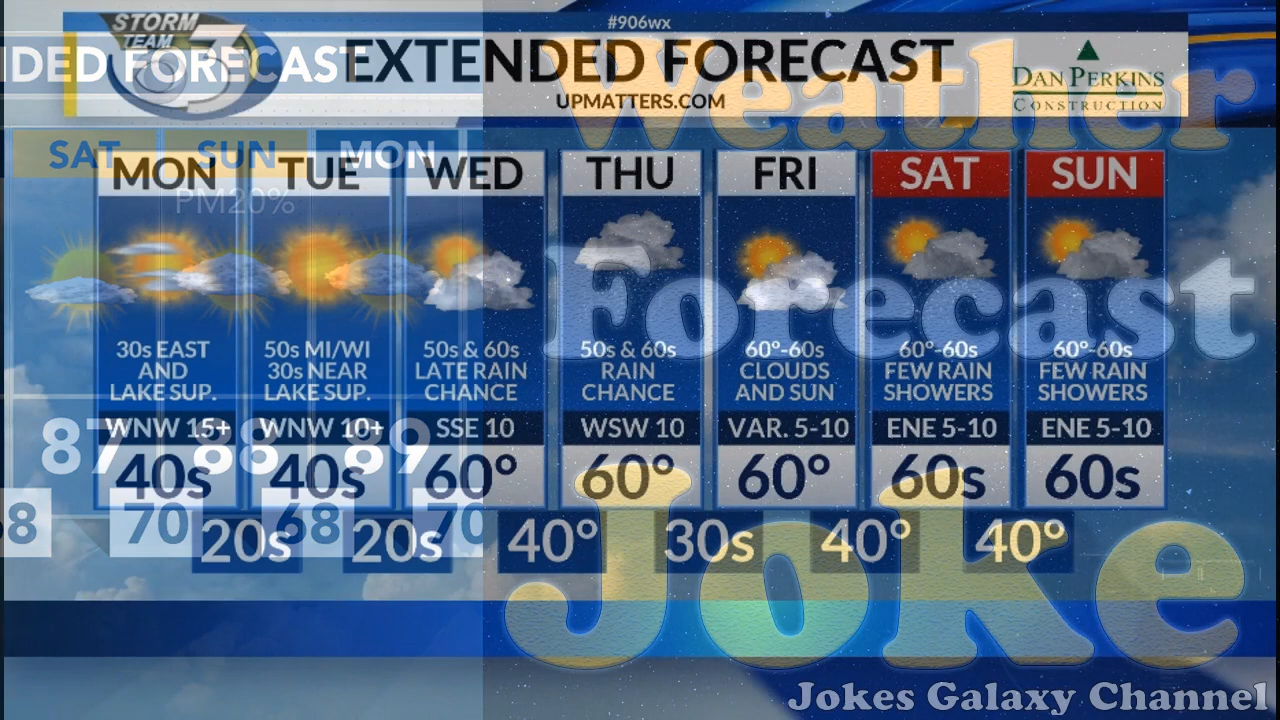 #906wx
STORM
TEAM
3
DED FORECAST
EXTENDED FORECAST
UPMATTERS.COM
DAN PERKINS
CONSTRUCTION
Weather
SAT SUN MON
MON TUE WED THU FRI SAT SUN
PM20%
Forecast
30s EAST
AND
LAKE SUP.
50s MI/WI
30s NEAR
LAKE SUP.
50s & 60s
LATE RAIN
CHANCE
50s & 60s
RAIN
CHANCE
60°-60s
CLOUDS
AND SUN
60°-60s
FEW RAIN
SHOWERS
60°-60s
FEW RAIN
SHOWERS
WNW 15+ WNW 10+ SSE 10 WSW 10 VAR. 5-10 ENE 5-10 ENE 5-10
87 88 89
40s 40s 60° 60° 60° 60s 60s
68 70 68 70
20s 20s 40° 30s 40° 40°
Joke
Jokes Galaxy Channel